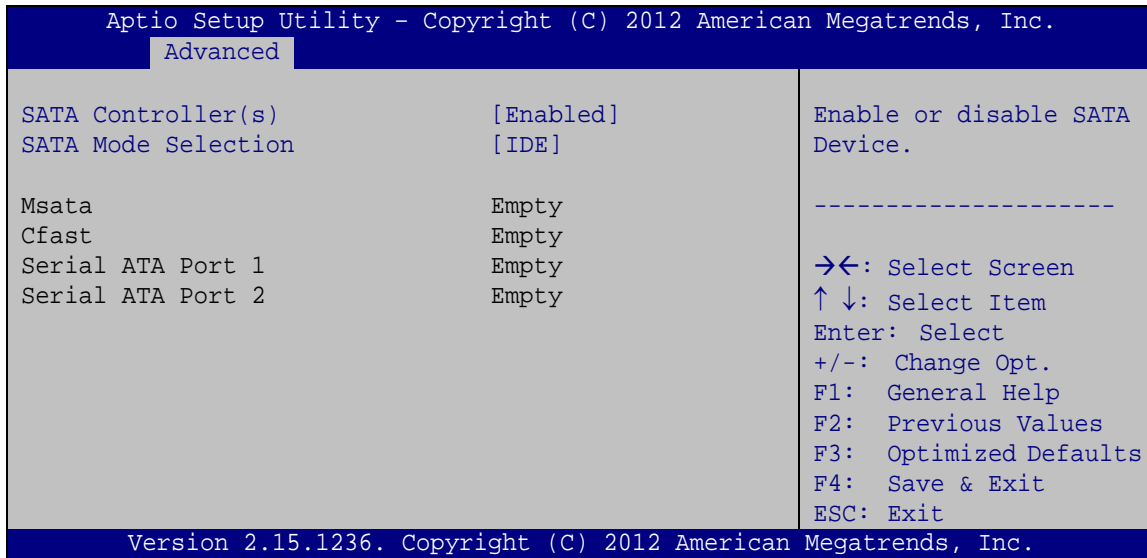 Aptio Setup Utility – Copyright (C) 2012 American Megatrends, Inc.
Advanced
SATA Controller(s) [Enabled]
SATA Mode Selection [IDE]
Msata Empty
Cfast Empty
Serial ATA Port 1 Empty
Serial ATA Port 2 Empty
Enable or disable SATA
Device.
---------------------
→←: Select Screen
↑ ↓: Select Item
Enter: Select
+/-: Change Opt.
F1: General Help
F2: Previous Values
F3: Optimized Defaults
F4: Save & Exit
ESC: Exit
Version 2.15.1236. Copyright (C) 2012 American Megatrends, Inc.